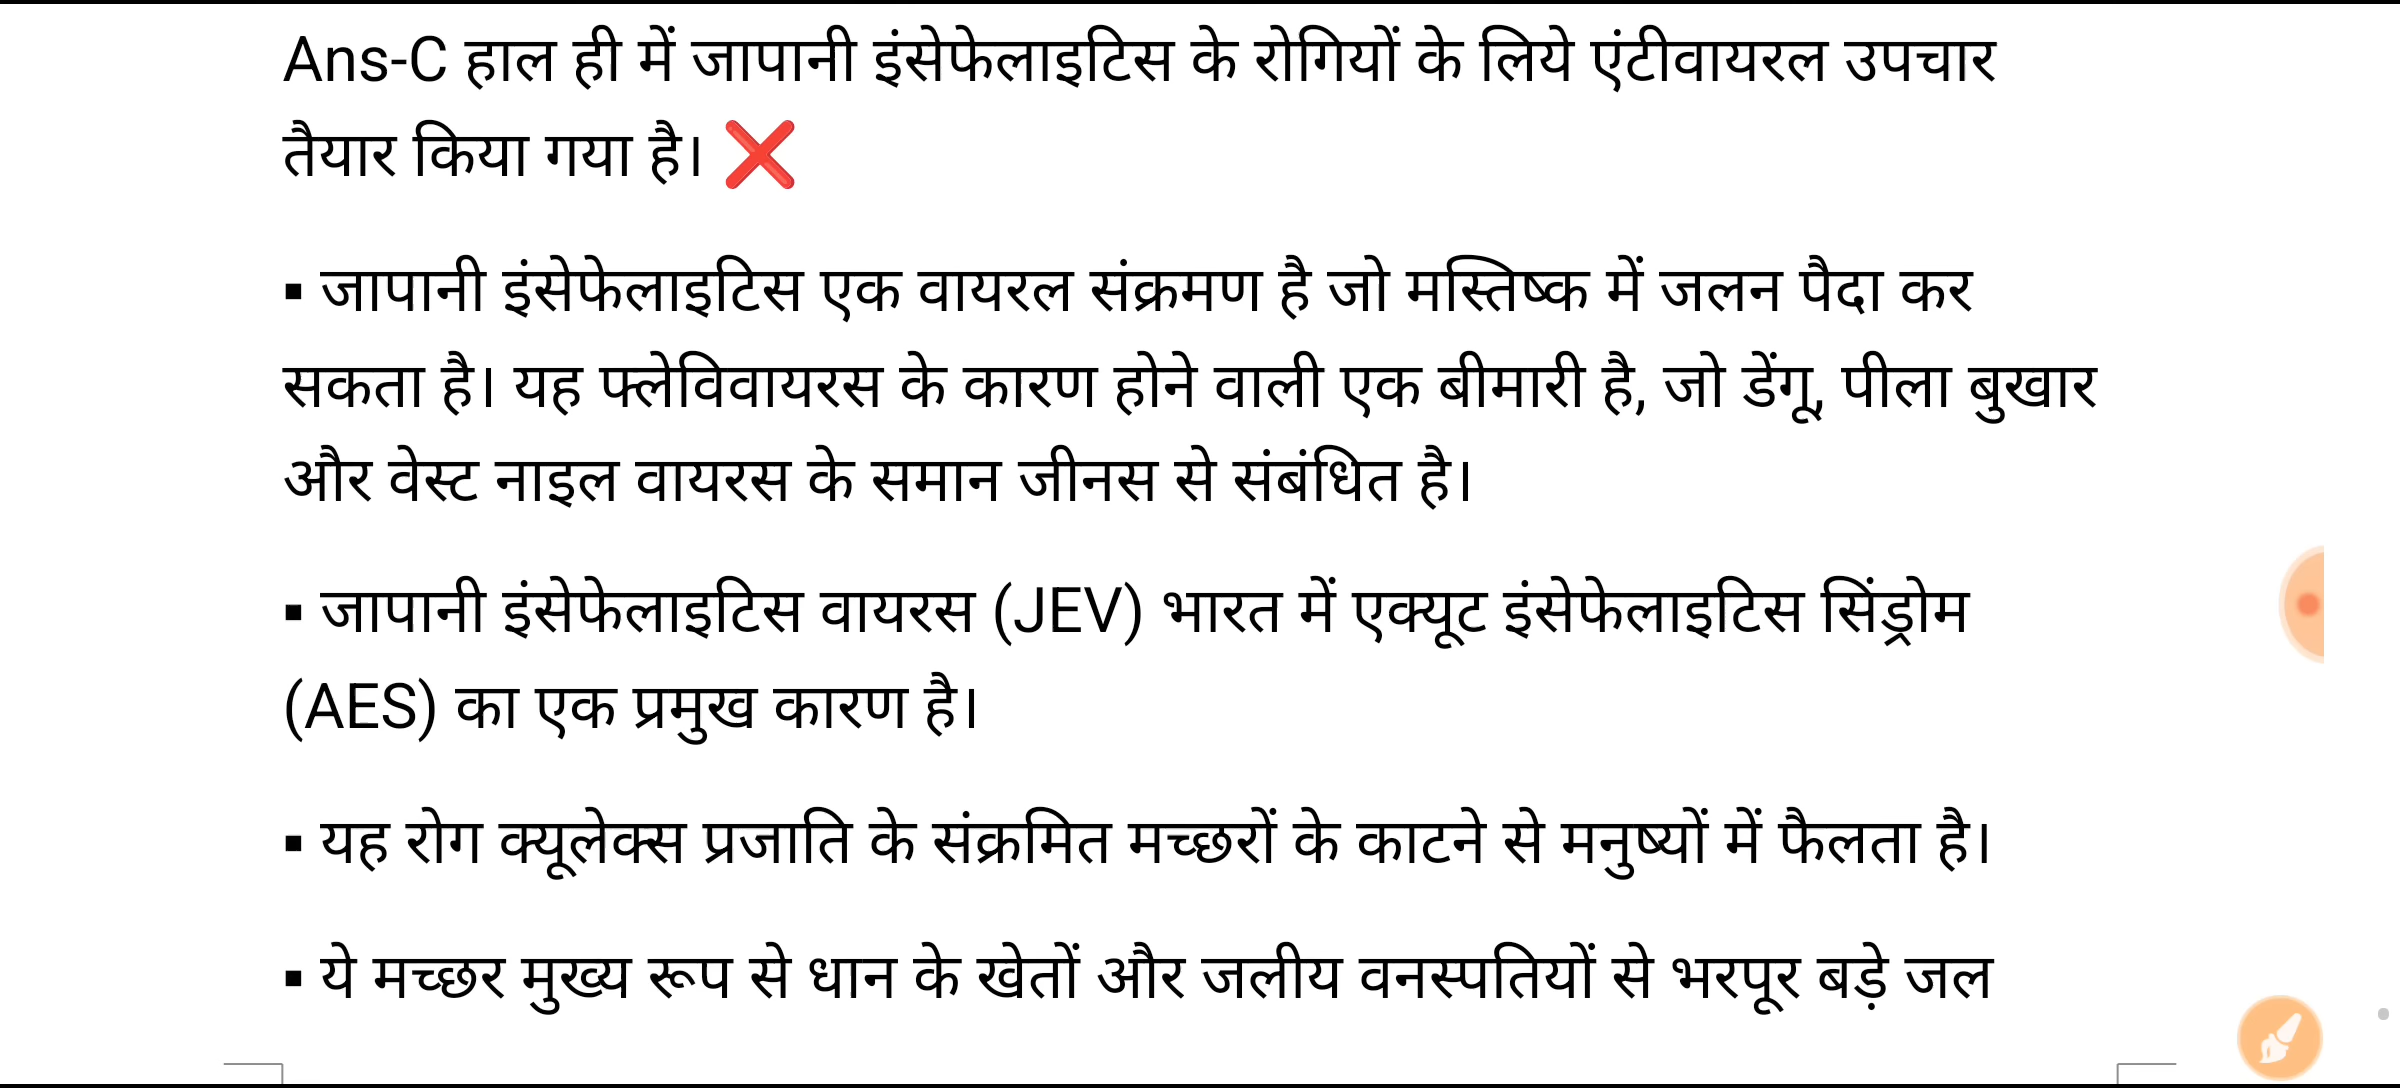 Ans-C हाल ही में जापानी इंसेफेलाइटिस के रोगियों के लिये एंटीवायरल उपचार
तैयार किया गया है। ❌
▪ जापानी इंसेफेलाइटिस एक वायरल संक्रमण है जो मस्तिष्क में जलन पैदा कर
सकता है। यह फ्लेविवायरस के कारण होने वाली एक बीमारी है, जो डेंगू, पीला बुखार
और वेस्ट नाइल वायरस के समान जीनस से संबंधित है।
▪ जापानी इंसेफेलाइटिस वायरस (JEV) भारत में एक्यूट इंसेफेलाइटिस सिंड्रोम
(AES) का एक प्रमुख कारण है।
▪ यह रोग क्यूलेक्स प्रजाति के संक्रमित मच्छरों के काटने से मनुष्यों में फैलता है।
▪ ये मच्छर मुख्य रूप से धान के खेतों और जलीय वनस्पतियों से भरपूर बड़े जल